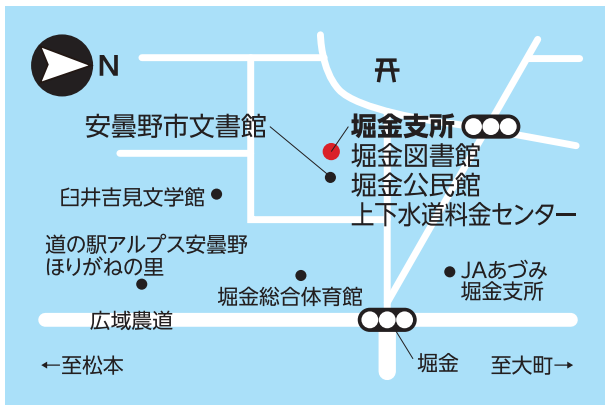 N
安曇野市文書館
堀金支所
堀金図書館
堀金公民館
上下水道料金センター
臼井吉見文学館
道の駅アルプス安曇野
ほりがねの里
堀金総合体育館
JAあづみ
堀金支所
広域農道
←至松本
堀金
至大町→